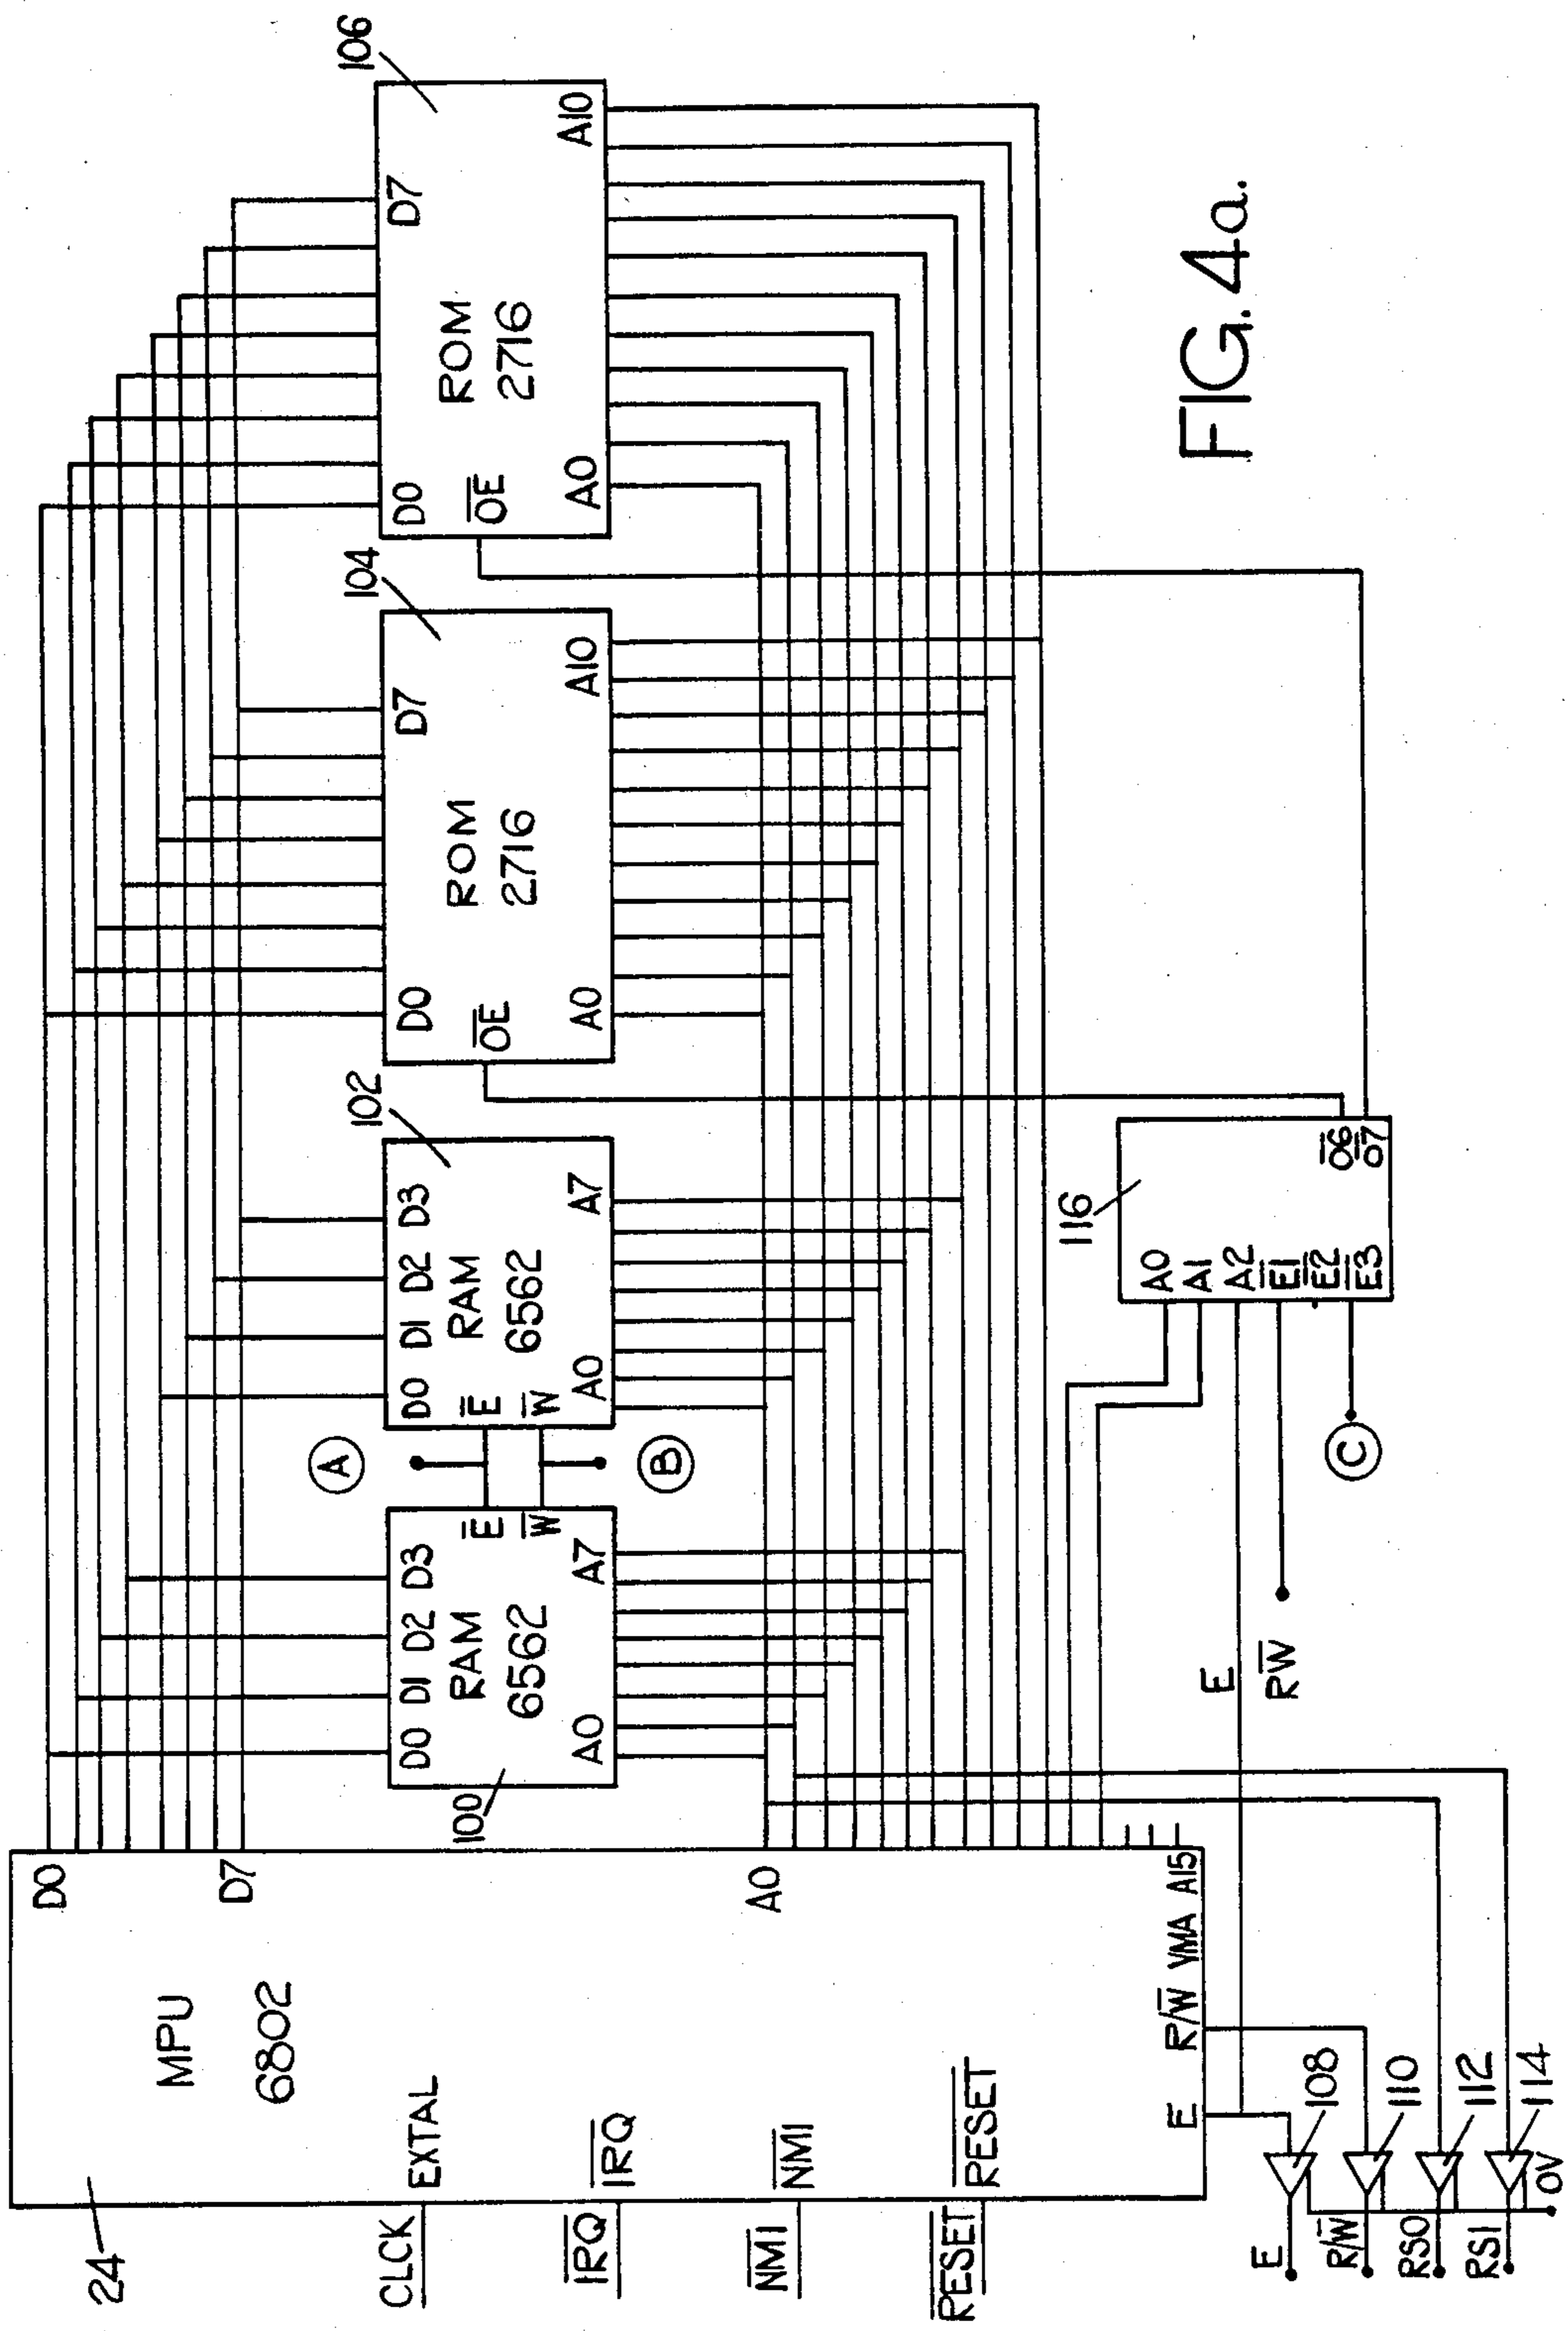 24
MPU
6802
D0
D7
A0
EXTAL
IRQ
NMI
RESET
E
R/W
VMA
A15
CLCK
IRQ
NMI
RESET
E
R/W
RS0
RS1
0V
108
110
112
114
100
D0 D1 D2 D3
RAM
6562
E
W
A0 A7
A
B
102
D0 D1 D2 D3
RAM
6562
E
W
A0 A7
104
D0 D7
ROM
2716
OE
A0 A10
106
D0 D7
ROM
2716
OE
A0 A10
116
A0
A1
A2
E1
E2
E3
06
07
E
RW
C
FIG. 4a.